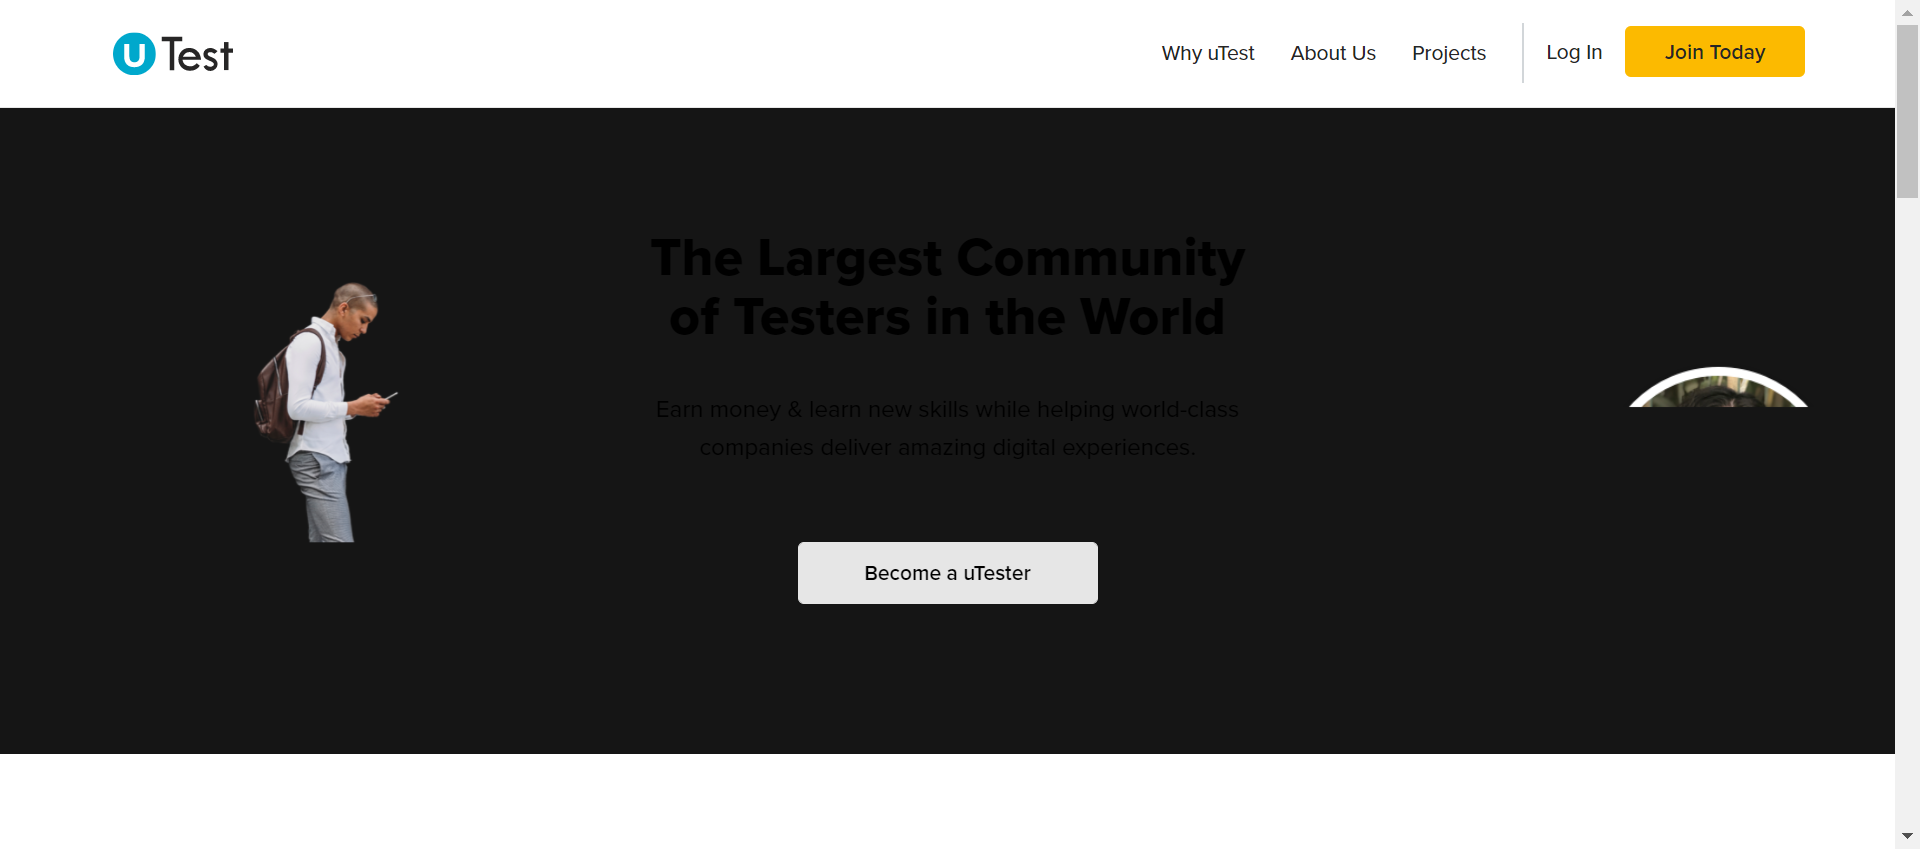 uTest
Why uTest
About Us
Projects
Log In
Join Today
The Largest Community
of Testers in the World
Earn money & learn new skills while helping world-class
companies deliver amazing digital experiences.
Become a uTester